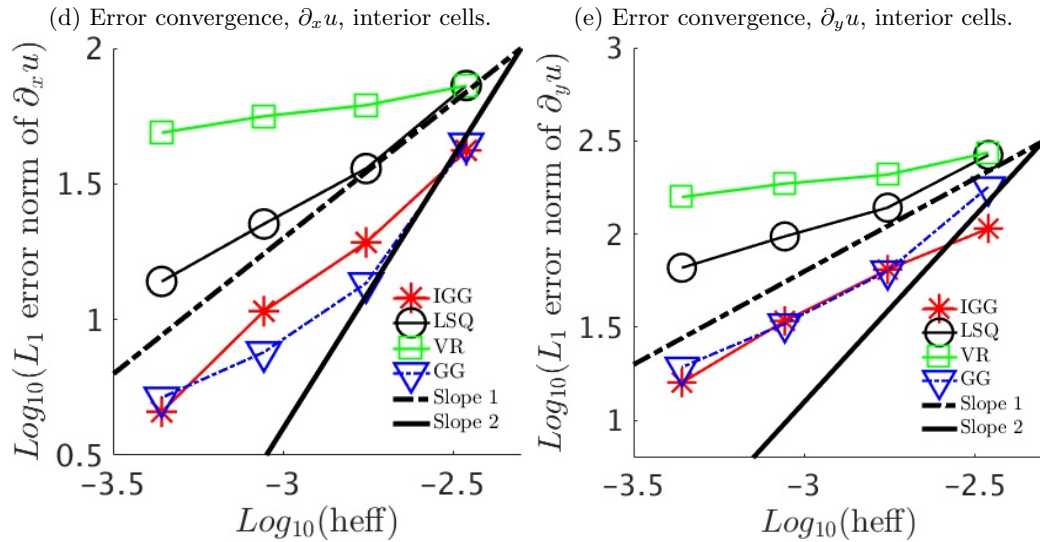 (d) Error convergence, ∂ₓu, interior cells.
Log₁₀(L₁ error norm of ∂ₓu)
2
1.5
1
0.5
-3.5
-3
-2.5
Log₁₀(heff)
IGG
LSQ
VR
GG
Slope 1
Slope 2
(e) Error convergence, ∂ᵧu, interior cells.
Log₁₀(L₁ error norm of ∂ᵧu)
3
2.5
2
1.5
1
-3.5
-3
-2.5
Log₁₀(heff)
IGG
LSQ
VR
GG
Slope 1
Slope 2